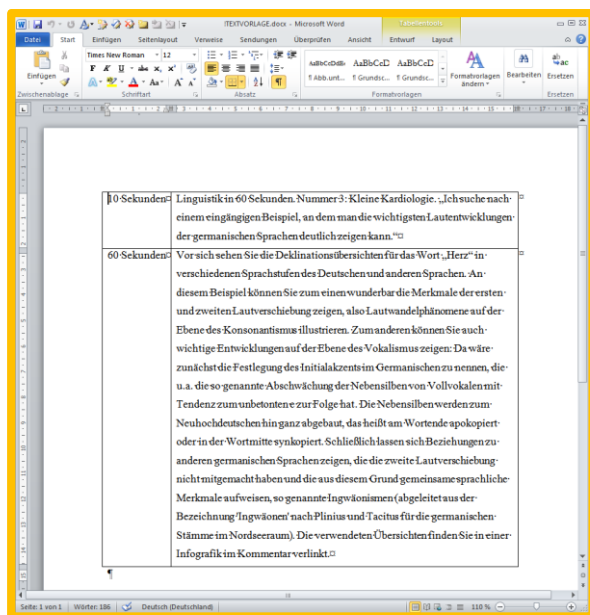 ITEXTVORLAGE.docx - Microsoft Word
Tabellentools
Datei Start Einfügen Seitenlayout Verweise Sendungen Überprüfen Ansicht Entwurf Layout
Times New Roman 12
AaBbCcDdEe AaBbCcD AaBbCcD
Einfügen
¶ Abb.unt... ¶ Grundsc... ¶ Grundsc...
Formatvorlagen ändern
Bearbeiten
Ersetzen
Zwischenablage Schriftart Absatz Formatvorlagen Ersetzen
10 Sekunden
Linguistik in 60 Sekunden. Nummer 3: Kleine Kardiologie. „Ich suche nach
einem eingängigen Beispiel, an dem man die wichtigsten Lautentwicklungen
der germanischen Sprachen deutlich zeigen kann.“
60 Sekunden
Vor sich sehen Sie die Deklinationsübersichten für das Wort „Herz“ in
verschiedenen Sprachstufen des Deutschen und anderen Sprachen. An
diesem Beispiel können Sie zum einen wunderbar die Merkmale der ersten
und zweiten Lautverschiebung zeigen, also Lautwandelphänomene auf der
Ebene des Konsonantismus illustrieren. Zum anderen können Sie auch
wichtige Entwicklungen auf der Ebene des Vokalismus zeigen: Da wäre
zunächst die Festlegung des Initialakzents im Germanischen zu nennen, die
u.a. die so genannte Abschwächung der Nebensilben von Vollvokalen mit
Tendenz zum unbetonten e zur Folge hat. Die Nebensilben werden zum
Neuhochdeutschen hin ganz abgebaut, das heißt am Wortende apokopiert
oder in der Wortmitte synkopiert. Schließlich lassen sich Beziehungen zu
anderen germanischen Sprachen zeigen, die die zweite Lautverschiebung
nicht mitgemacht haben und die aus diesem Grund gemeinsame sprachliche
Merkmale aufweisen, so genannte Ingwäonismen (abgeleitet aus der
Bezeichnung 'Ingwäonen' nach Plinius und Tacitus für die germanischen
Stämme im Nordseeraum). Die verwendeten Übersichten finden Sie in einer
Infografik im Kommentar verlinkt.
Seite: 1 von 1 Wörter: 186 Deutsch (Deutschland) 110 %